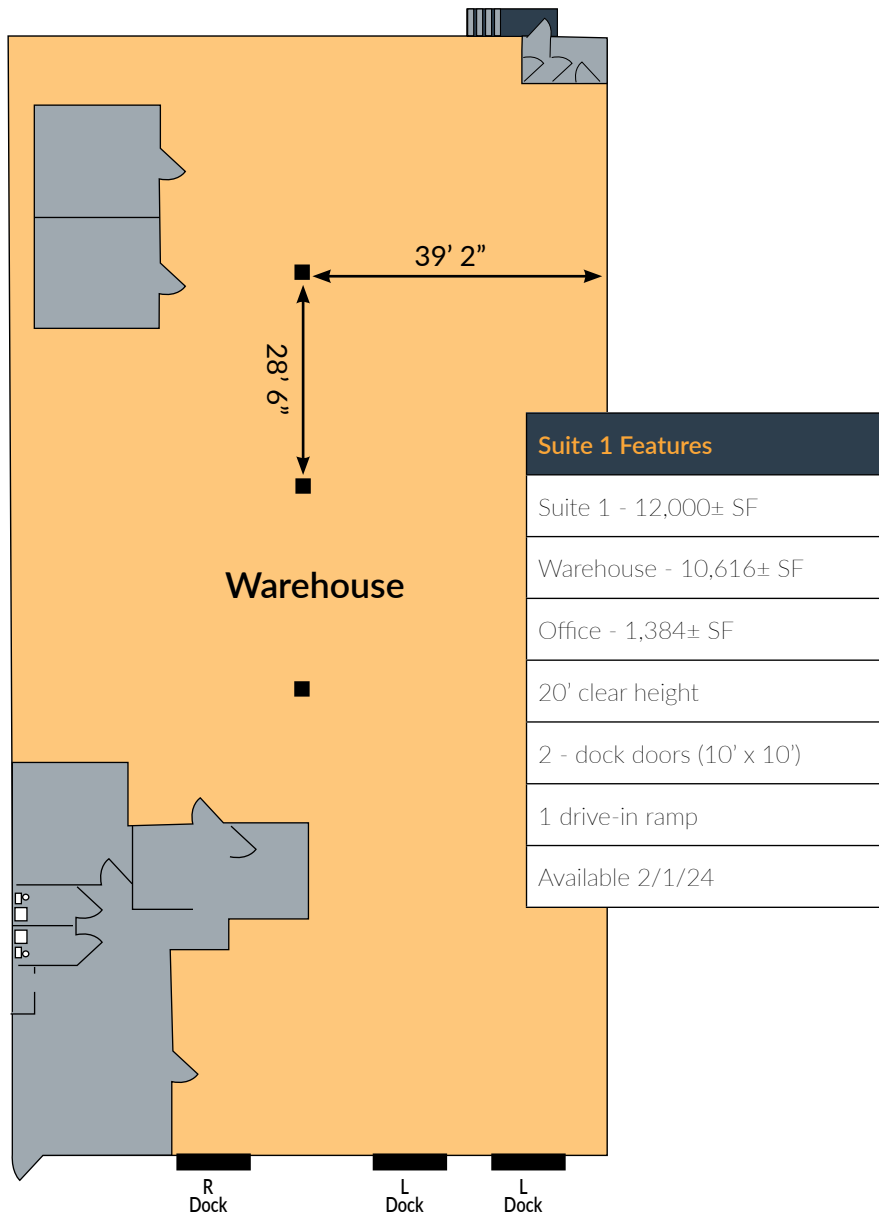 39’ 2”
28’ 6”
Warehouse
Suite 1 Features
Suite 1 - 12,000± SF
Warehouse - 10,616± SF
Office - 1,384± SF
20’ clear height
2 - dock doors (10’ x 10’)
1 drive-in ramp
Available 2/1/24
R
Dock
L
Dock
L
Dock